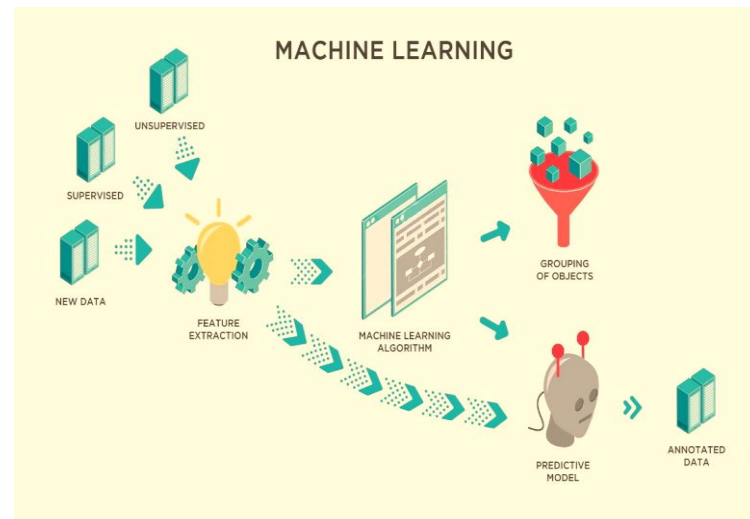 MACHINE LEARNING
UNSUPERVISED
SUPERVISED
NEW DATA
FEATURE
EXTRACTION
MACHINE LEARNING
ALGORITHM
GROUPING
OF OBJECTS
PREDICTIVE
MODEL
ANNOTATED
DATA